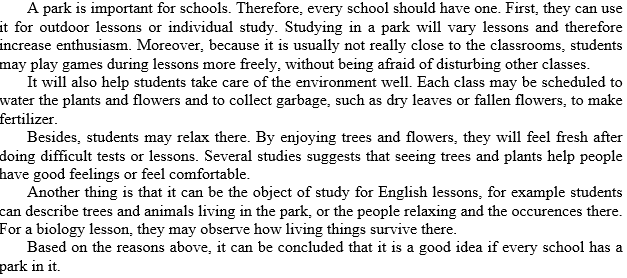 A park is important for schools. Therefore, every school should have one. First, they can use
it for outdoor lessons or individual study. Studying in a park will vary lessons and therefore
increase enthusiasm. Moreover, because it is usually not really close to the classrooms, students
may play games during lessons more freely, without being afraid of disturbing other classes.
It will also help students take care of the environment well. Each class may be scheduled to
water the plants and flowers and to collect garbage, such as dry leaves or fallen flowers, to make
fertilizer.
Besides, students may relax there. By enjoying trees and flowers, they will feel fresh after
doing difficult tests or lessons. Several studies suggests that seeing trees and plants help people
have good feelings or feel comfortable.
Another thing is that it can be the object of study for English lessons, for example students
can describe trees and animals living in the park, or the people relaxing and the occurences there.
For a biology lesson, they may observe how living things survive there.
Based on the reasons above, it can be concluded that it is a good idea if every school has a
park in it.